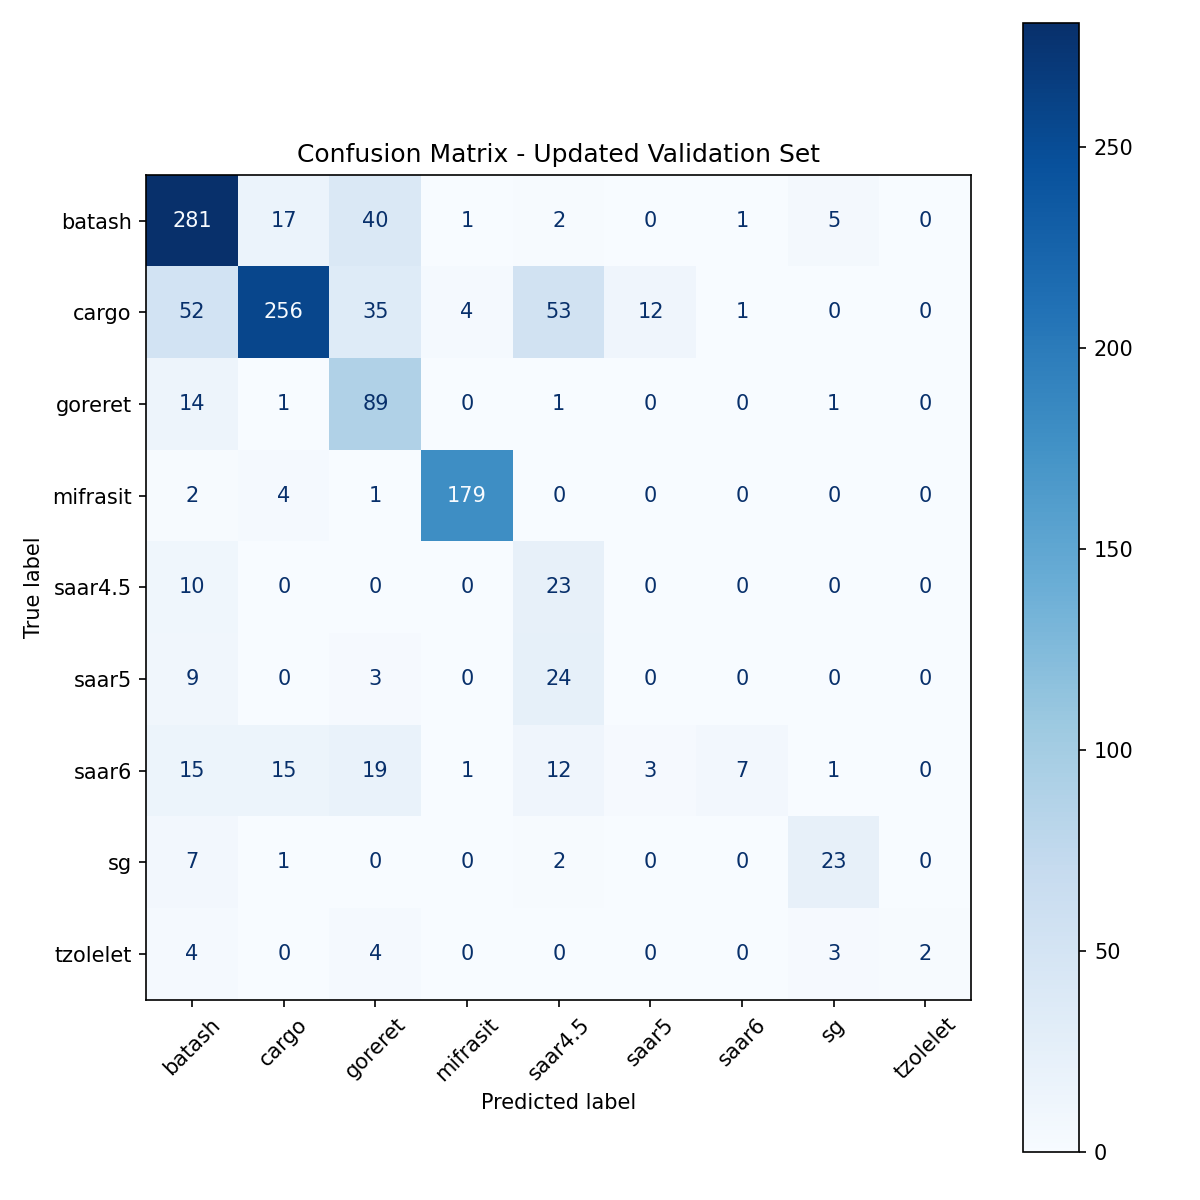 Confusion Matrix - Updated Validation Set
batash 281 17 40 1 2 0 1 5 0
cargo 52 256 35 4 53 12 1 0 0
goreret 14 1 89 0 1 0 0 1 0
mifrasit 2 4 1 179 0 0 0 0 0
saar4.5 10 0 0 0 23 0 0 0 0
saar5 9 0 3 0 24 0 0 0 0
saar6 15 15 19 1 12 3 7 1 0
sg 7 1 0 0 2 0 0 23 0
tzolelet 4 0 4 0 0 0 0 3 2
batash cargo goreret mifrasit saar4.5 saar5 saar6 sg tzolelet
Predicted label
True label
250
200
150
100
50
0